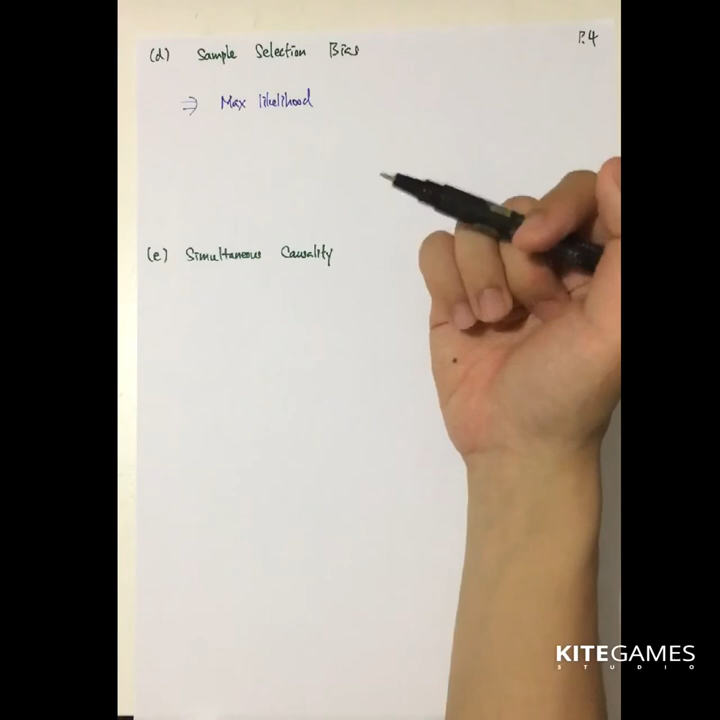 P.4
(d) Sample Selection Bias
⇒ Max likelihood
(e) Simultaneous Causality
KITEGAMES
STUDIO